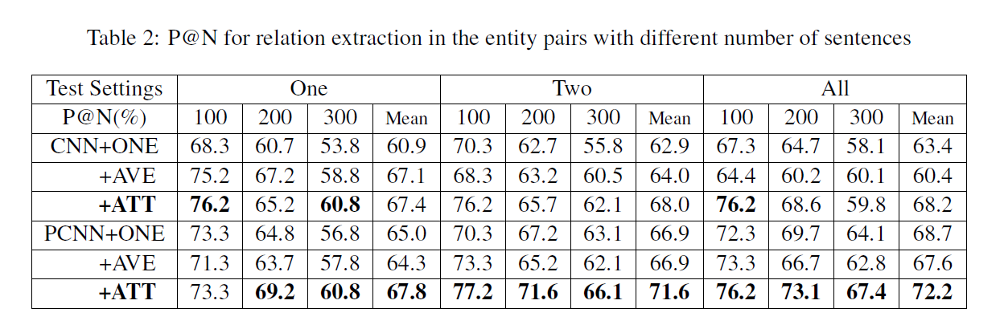 Table 2: P@N for relation extraction in the entity pairs with different number of sentences
Test Settings One Two All
P@N(%) 100 200 300 Mean 100 200 300 Mean 100 200 300 Mean
CNN+ONE 68.3 60.7 53.8 60.9 70.3 62.7 55.8 62.9 67.3 64.7 58.1 63.4
+AVE 75.2 67.2 58.8 67.1 68.3 63.2 60.5 64.0 64.4 60.2 60.1 60.4
+ATT 76.2 65.2 60.8 67.4 76.2 65.7 62.1 68.0 76.2 68.6 59.8 68.2
PCNN+ONE 73.3 64.8 56.8 65.0 70.3 67.2 63.1 66.9 72.3 69.7 64.1 68.7
+AVE 71.3 63.7 57.8 64.3 73.3 65.2 62.1 66.9 73.3 66.7 62.8 67.6
+ATT 73.3 69.2 60.8 67.8 77.2 71.6 66.1 71.6 76.2 73.1 67.4 72.2